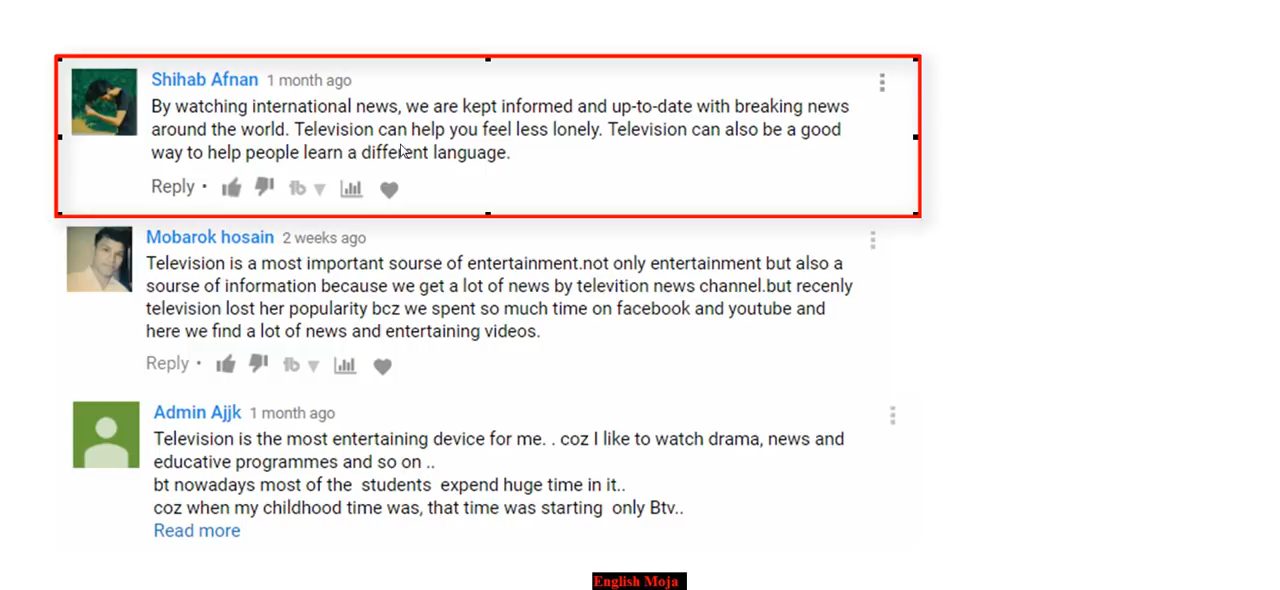 Shihab Afnan 1 month ago
By watching international news, we are kept informed and up-to-date with breaking news
around the world. Television can help you feel less lonely. Television can also be a good
way to help people learn a different language.
Reply •
Mobarok hosain 2 weeks ago
Television is a most important sourse of entertainment.not only entertainment but also a
sourse of information because we get a lot of news by televition news channel.but recenly
television lost her popularity bcz we spent so much time on facebook and youtube and
here we find a lot of news and entertaining videos.
Reply •
Admin Ajjk 1 month ago
Television is the most entertaining device for me. . coz I like to watch drama, news and
educative programmes and so on ..
bt nowadays most of the students expend huge time in it..
coz when my childhood time was, that time was starting only Btv..
Read more
English Moja